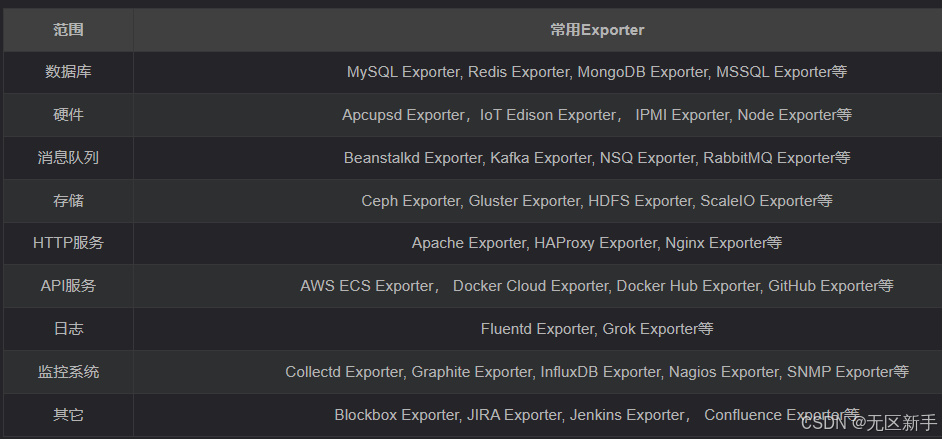 范围 常用Exporter
数据库 MySQL Exporter, Redis Exporter, MongoDB Exporter, MSSQL Exporter等
硬件 Apcupsd Exporter，IoT Edison Exporter， IPMI Exporter, Node Exporter等
消息队列 Beanstalkd Exporter, Kafka Exporter, NSQ Exporter, RabbitMQ Exporter等
存储 Ceph Exporter, Gluster Exporter, HDFS Exporter, ScaleIO Exporter等
HTTP服务 Apache Exporter, HAProxy Exporter, Nginx Exporter等
API服务 AWS ECS Exporter， Docker Cloud Exporter, Docker Hub Exporter, GitHub Exporter等
日志 Fluentd Exporter, Grok Exporter等
监控系统 Collectd Exporter, Graphite Exporter, InfluxDB Exporter, Nagios Exporter, SNMP Exporter等
其它 Blockbox Exporter, JIRA Exporter, Jenkins Exporter， Confluence Exporter等
CSDN @无区新手